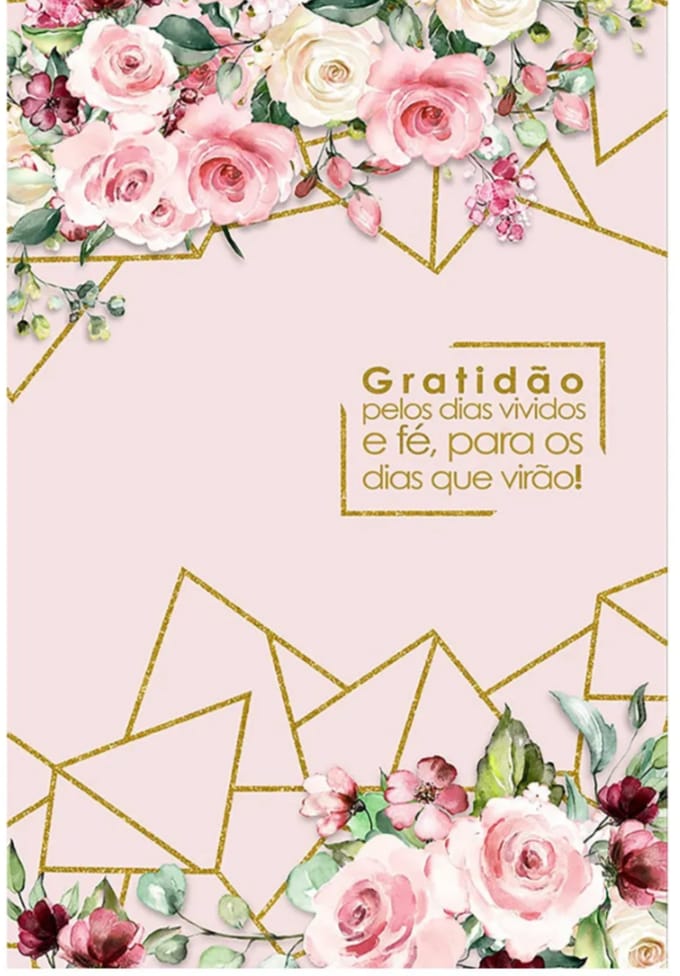 Gratidão
pelos dias vividos
e fé, para os
dias que virão!